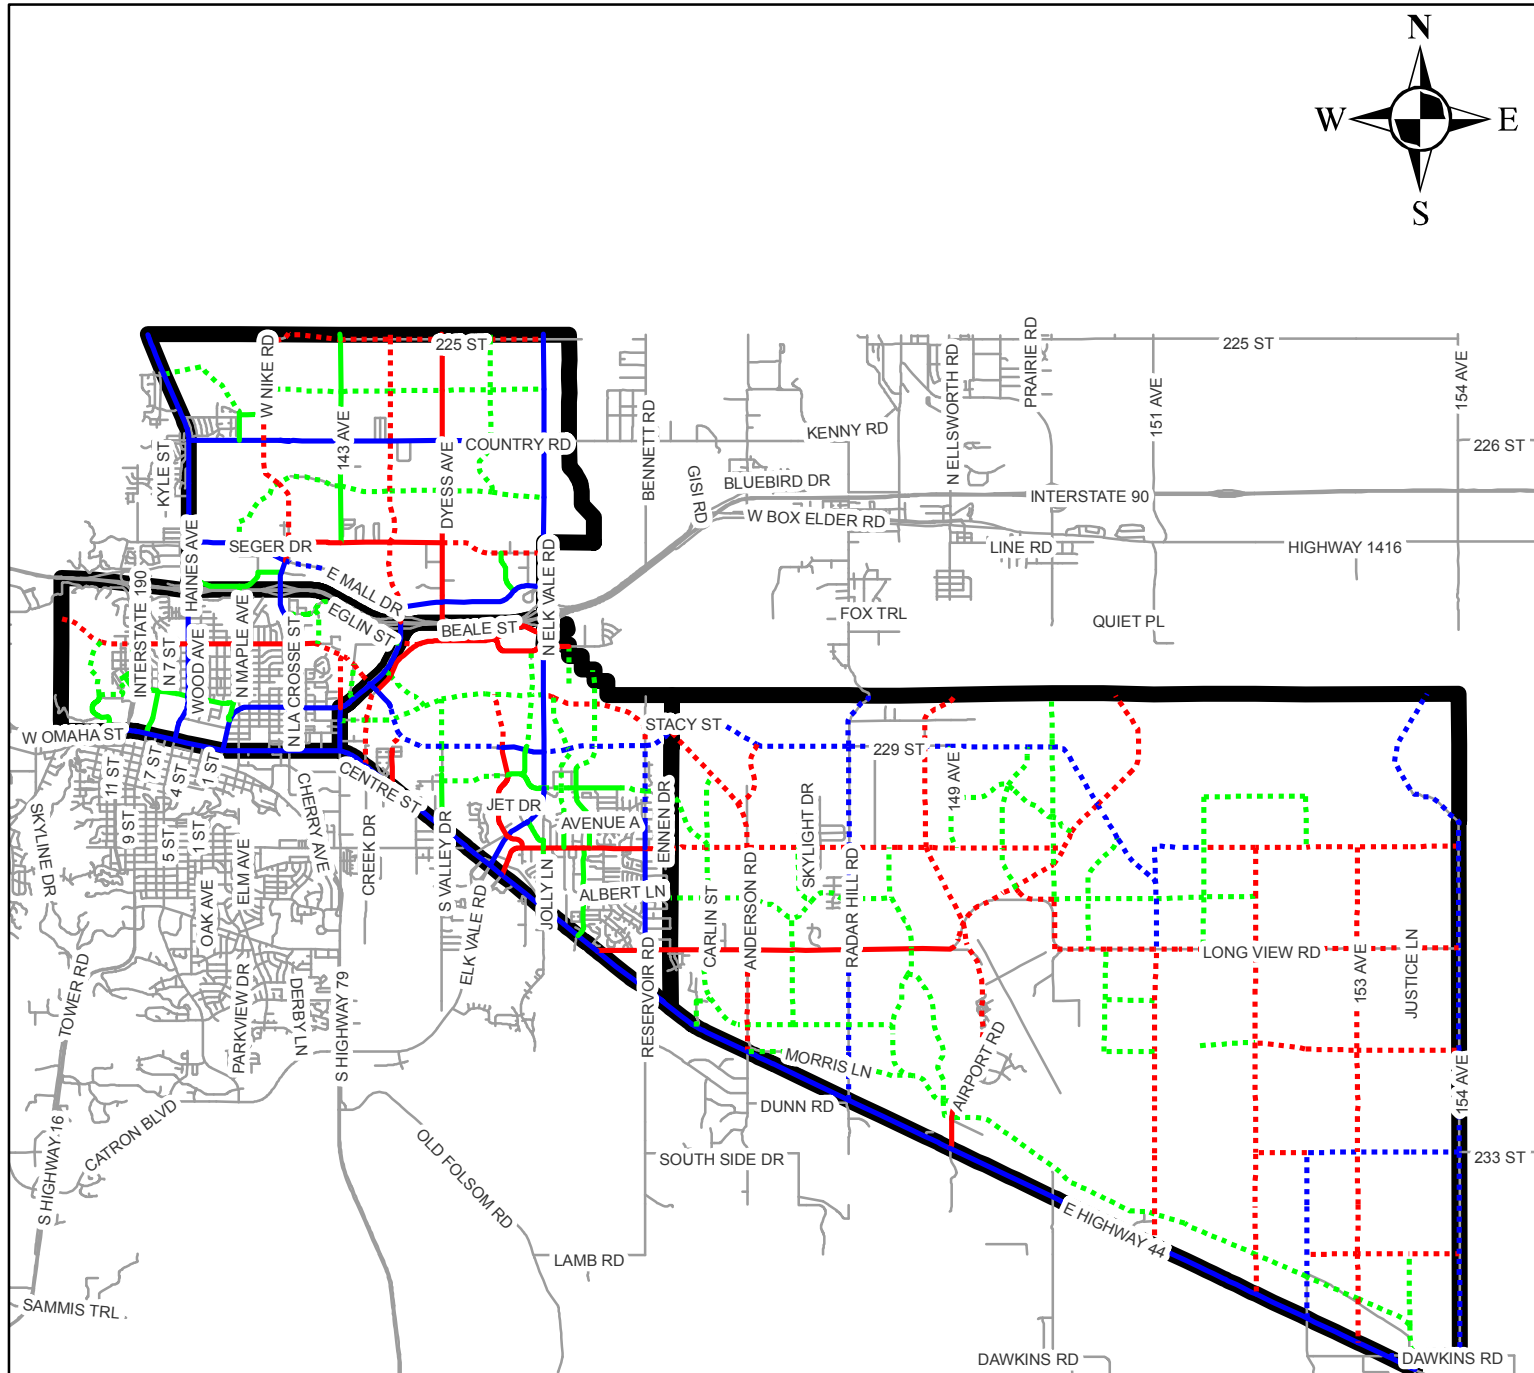 N
W
E
S
225 ST
225 ST
W NIKE RD
143 AVE
DYESS AVE
COUNTRY RD
KYLE ST
BENNETT RD
KENNY RD
N ELLSWORTH RD
PRAIRIE RD
151 AVE
154 AVE
226 ST
GISI RD
BLUEBIRD DR
INTERSTATE 90
W BOX ELDER RD
LINE RD
HIGHWAY 1416
HAINES AVE
SEGER DR
E MALL DR
EGLIN ST
BEALE ST
N ELK VALE RD
FOX TRL
QUIET PL
INTERSTATE 190
N 7 ST
WOOD AVE
N MAPLE AVE
N LA CROSSE ST
W OMAHA ST
STACY ST
229 ST
11 ST
7 ST
4 ST
1 ST
9 ST
5 ST
1 ST
SKYLINE DR
CHERRY AVE
CENTRE ST
CREEK DR
S VALLEY DR
JET DR
AVENUE A
ENNEN DR
ALBERT LN
JOLLY LN
ELK VALE RD
OAK AVE
ELM AVE
CARLIN ST
ANDERSON RD
SKYLIGHT DR
RADAR HILL RD
149 AVE
LONG VIEW RD
153 AVE
JUSTICE LN
TOWER RD
PARKVIEW DR
DERBY LN
S HIGHWAY 79
RESERVOIR RD
MORRIS LN
AIRPORT RD
DUNN RD
154 AVE
S HIGHWAY 16
CATRON BLVD
OLD FOLSOM RD
SOUTH SIDE DR
233 ST
E HIGHWAY 44
LAMB RD
SAMMIS TRL
DAWKINS RD
DAWKINS RD